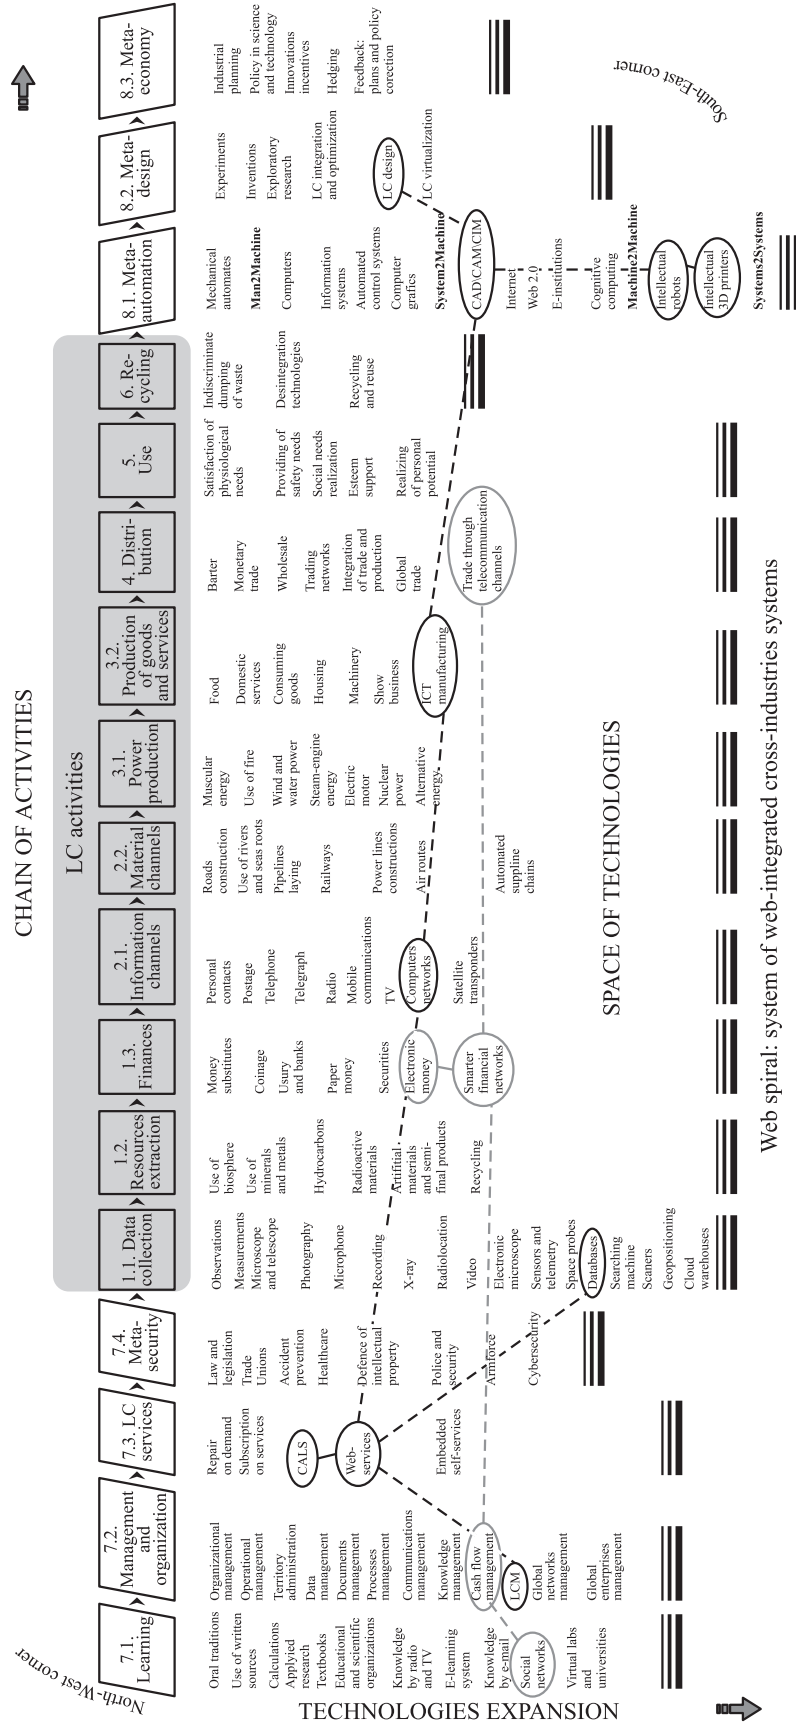 CHAIN OF ACTIVITIES
LC activities
North-West corner
7.1.
Learning
7.2.
Management
and
organization
7.3. LC
services
7.4. Meta-
security
1.1. Data
collection
1.2.
Resources
extraction
1.3.
Finances
2.1.
Information
channels
2.2.
Material
channels
3.1.
Power
production
3.2.
Production
of goods
and services
4. Distri-
bution
5.
Use
6. Re-
cycling
8.1. Meta-
automation
8.2. Meta-
design
8.3. Meta-
economy
Oral traditions
Use of written
sources
Calculations
Applyied
research
Textbooks
Educational
and scientific
organizations
Knowledge
by radio
and TV
E-learninig
system
Knowledge
by e-mail
Social
networks
Virtual labs
and
universities
Organizational
management
Operational
management
Territory
administration
Data
management
Documents
management
Processes
management
Communications
management
Knowledge
management
Cash flow
management
LCM
Global
networks
management
Global
enterprises
management
Repair
on demand
Subscription
on services
CALS
Web-
services
Embedded
self-services
Law and
legislation
Trade
Unions
Accident
prevention
Healthcare
Defence of
intellectual
property
Police and
security
Armiforce
Cybersecurity
Observations
Measurements
Microscope
and telescope
Photography
Microphone
Recording
X-ray
Radiolocation
Video
Electronic
microscope
Sensors and
telemetry
Space probes
Databases
Searching
machine
Scaners
Geopositioning
Cloud
warehouses
Use of
biosphere
Use of
minerals
and metals
Hydrocarbons
Radioactive
materials
Artifitial
materials
and semi-
final products
Recycling
Money
substitutes
Coinage
Usury
and banks
Paper
money
Securities
Electronic
money
Smarter
financial
networks
Personal
contacts
Postage
Telephone
Telegraph
Radio
Mobile
communications
TV
Computers
networks
Satellite
transponders
Roads
construction
Use of rivers
and seas roots
Pipelines
laying
Railways
Power lines
constructions
Air routes
Automated
suppline
chains
Muscular
energy
Use of fire
Wind and
water power
Steam-engine
energy
Electric
motor
Nuclear
power
Alternative
energy
Food
Domestic
services
Consuming
goods
Housing
Machinery
Show
business
ICT
manufacturing
Barter
Monetary
trade
Wholesale
Trading
networks
Integration
of trade and
production
Global
trade
Trade through
telecommunication
channels
Satisfaction of
physiological
needs
Providing of
safety needs
Social needs
realization
Esteem
support
Realizing
of personal
potential
Indiscriminate
dumping
of waste
Desintegration
technologies
Recycling
and reuse
Mechanical
automates
Man2Machine
Computers
Information
systems
Automated
control systems
Computer
grafics
System2Machine
CAD\CAM\CIM
Internet
Web 2.0
E-institutions
Cognitive
computing
Machine2Machine
Intellectual
robots
Intellectual
3D printers
Systems2Systems
Experiments
Inventions
Exploratory
research
LC integration
and optimization
LC design
LC virtualization
Industrial
planning
Policy in science
and technology
Innovations
incentives
Hedging
Feedback:
plans and policy
corection
South-East corner
SPACE OF TECHNOLOGIES
TECHNOLOGIES EXPANSION
Web spiral: system of web-integrated cross-industries systems